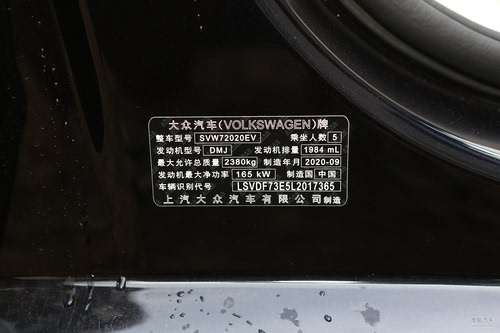 大众汽车(VOLKSWAGEN)牌
整车型号 SVW72020EV 乘坐人数 5
发动机型号 DMJ 发动机排量 1984 mL
最大允许总质量 2380kg 制造年月 2020-09
发动机最大净功率 165 kW 制造国 中国
车辆识别代号 LSVDF73E5L2017365
上汽大众汽车有限公司制造